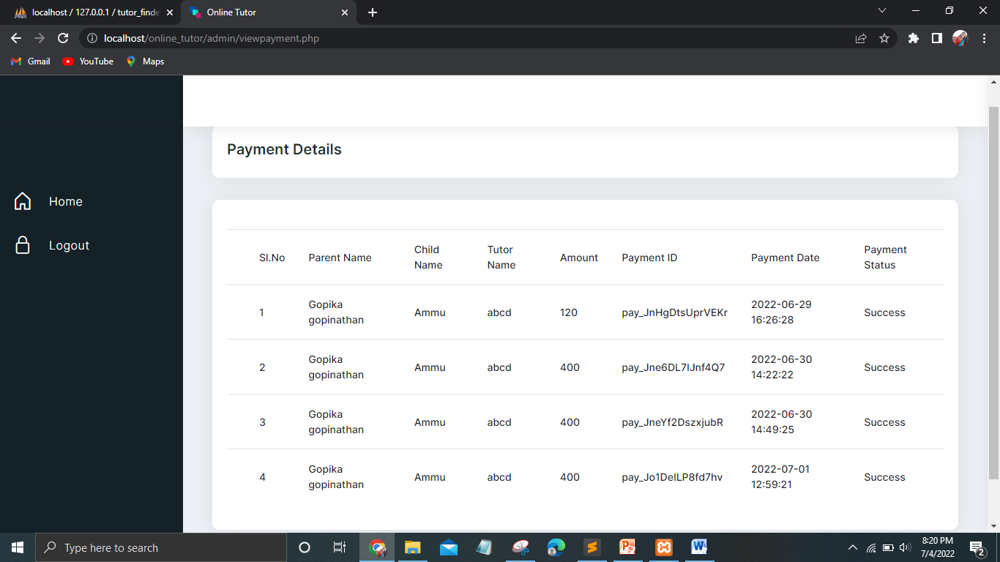 localhost / 127.0.0.1 / tutor_finde
Online Tutor
localhost/online_tutor/admin/viewpayment.php
Gmail
YouTube
Maps
Payment Details
Home
Logout
Sl.No Parent Name Child Name Tutor Name Amount Payment ID Payment Date Payment Status
1 Gopika gopinathan Ammu abcd 120 pay_JnHgDtsUprVEKr 2022-06-29 16:26:28 Success
2 Gopika gopinathan Ammu abcd 400 pay_Jne6DL7IJnf4Q7 2022-06-30 14:22:22 Success
3 Gopika gopinathan Ammu abcd 400 pay_JneYf2DszxjubR 2022-06-30 14:49:25 Success
4 Gopika gopinathan Ammu abcd 400 pay_Jo1DeILP8fd7hv 2022-07-01 12:59:21 Success
Type here to search
8:20 PM
7/4/2022
2